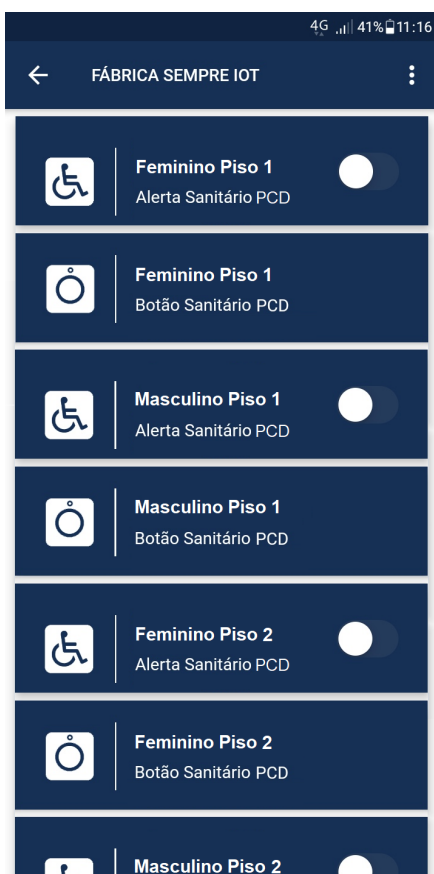 4G 41% 11:16
FÁBRICA SEMPRE IOT
Feminino Piso 1
Alerta Sanitário PCD
Feminino Piso 1
Botão Sanitário PCD
Masculino Piso 1
Alerta Sanitário PCD
Masculino Piso 1
Botão Sanitário PCD
Feminino Piso 2
Alerta Sanitário PCD
Feminino Piso 2
Botão Sanitário PCD
Masculino Piso 2